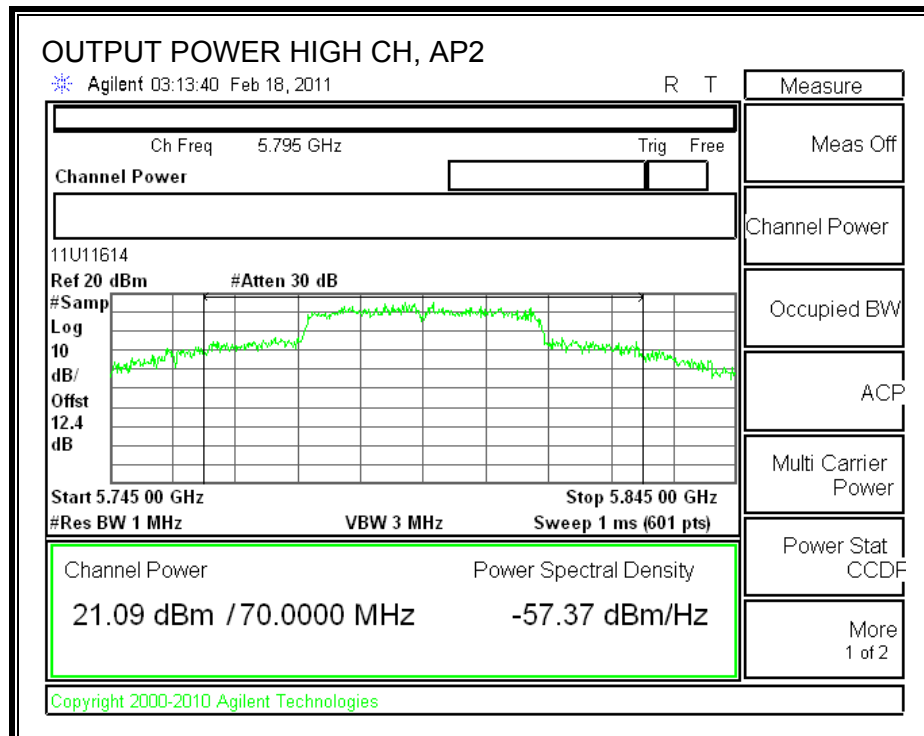 OUTPUT POWER HIGH CH, AP2
Agilent 03:13:40 Feb 18, 2011 R T
Measure
Ch Freq 5.795 GHz Trig Free
Meas Off
Channel Power
Channel Power
11U11614
Ref 20 dBm #Atten 30 dB
#Samp
Log
10
dB/
Offst
12.4
dB
Occupied BW
ACP
Start 5.745 00 GHz Stop 5.845 00 GHz
#Res BW 1 MHz VBW 3 MHz Sweep 1 ms (601 pts)
Multi Carrier
Power
Channel Power Power Spectral Density
21.09 dBm / 70.0000 MHz -57.37 dBm/Hz
Power Stat
CCDF
More
1 of 2
Copyright 2000-2010 Agilent Technologies